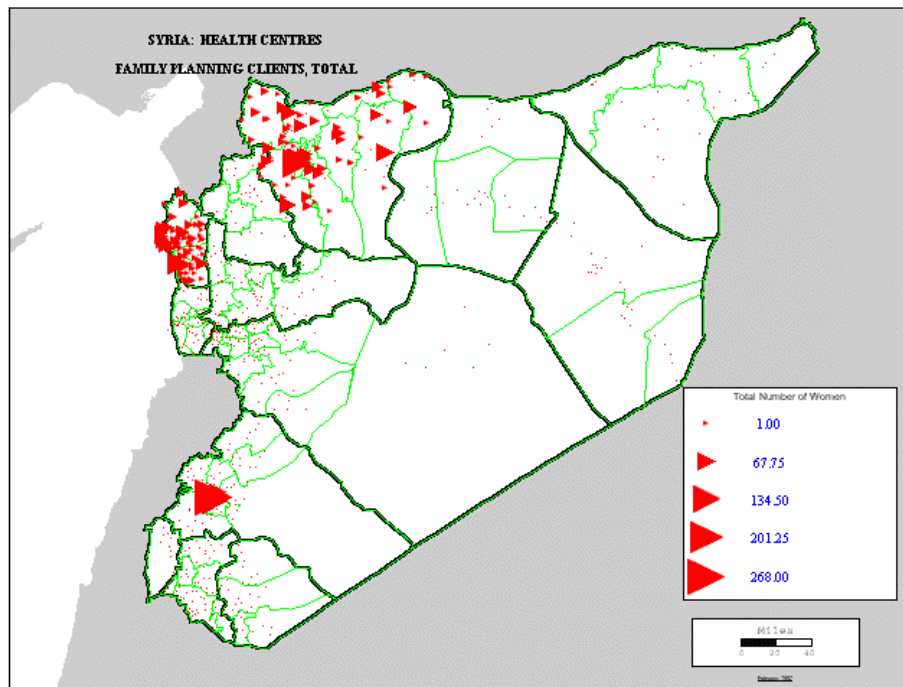 SYRIA: HEALTH CENTRES
FAMILY PLANNING CLIENTS, TOTAL
Total Number of Women
1.00
67.75
134.50
201.25
268.00
Miles
0 20 40